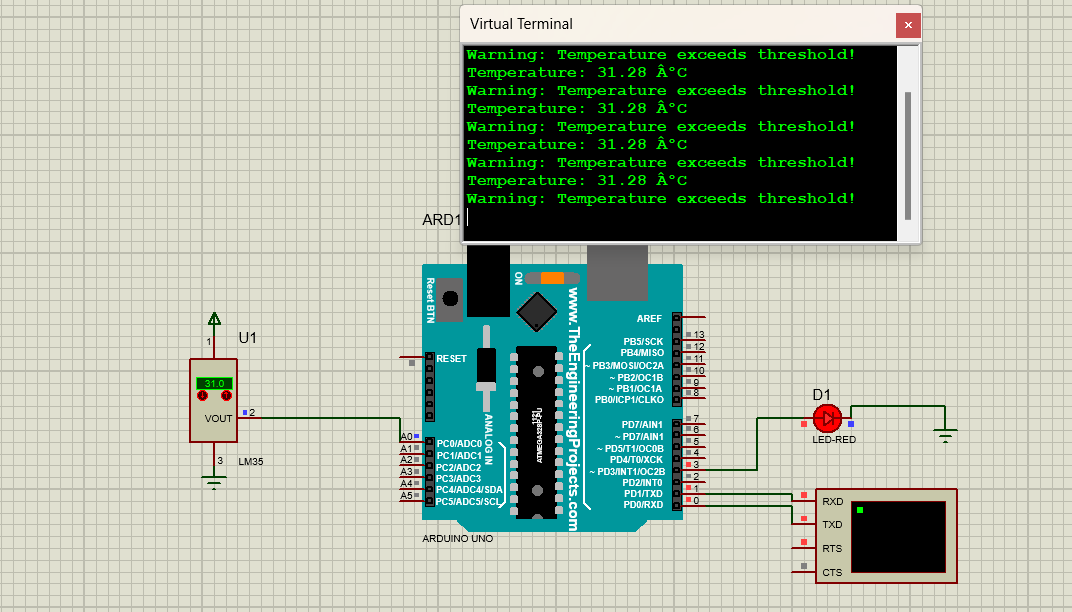 Virtual Terminal
Warning: Temperature exceeds threshold!
Temperature: 31.28 Â°C
Warning: Temperature exceeds threshold!
Temperature: 31.28 Â°C
Warning: Temperature exceeds threshold!
Temperature: 31.28 Â°C
Warning: Temperature exceeds threshold!
Temperature: 31.28 Â°C
Warning: Temperature exceeds threshold!
ARD1
U1
1
31.0
VOUT
2
3
LM35
Reset BTN
ON
www.TheEngineeringProjects.com
ANALOG IN
ATMEGA328P-PU
RESET
A0
A1
A2
A3
A4
A5
PC0/ADC0
PC1/ADC1
PC2/ADC2
PC3/ADC3
PC4/ADC4/SDA
PC5/ADC5/SCL
AREF
PB5/SCK
PB4/MISO
~ PB3/MOSI/OC2A
~ PB2/OC1B
~ PB1/OC1A
PB0/ICP1/CLKO
13
12
11
10
9
8
PD7/AIN1
~ PD7/AIN1
~ PD5/T1/OC0B
PD4/T0/XCK
~ PD3/INT1/OC2B
PD2/INT0
PD1/TXD
PD0/RXD
7
6
5
4
3
2
1
0
ARDUINO UNO
D1
LED-RED
RXD
TXD
RTS
CTS